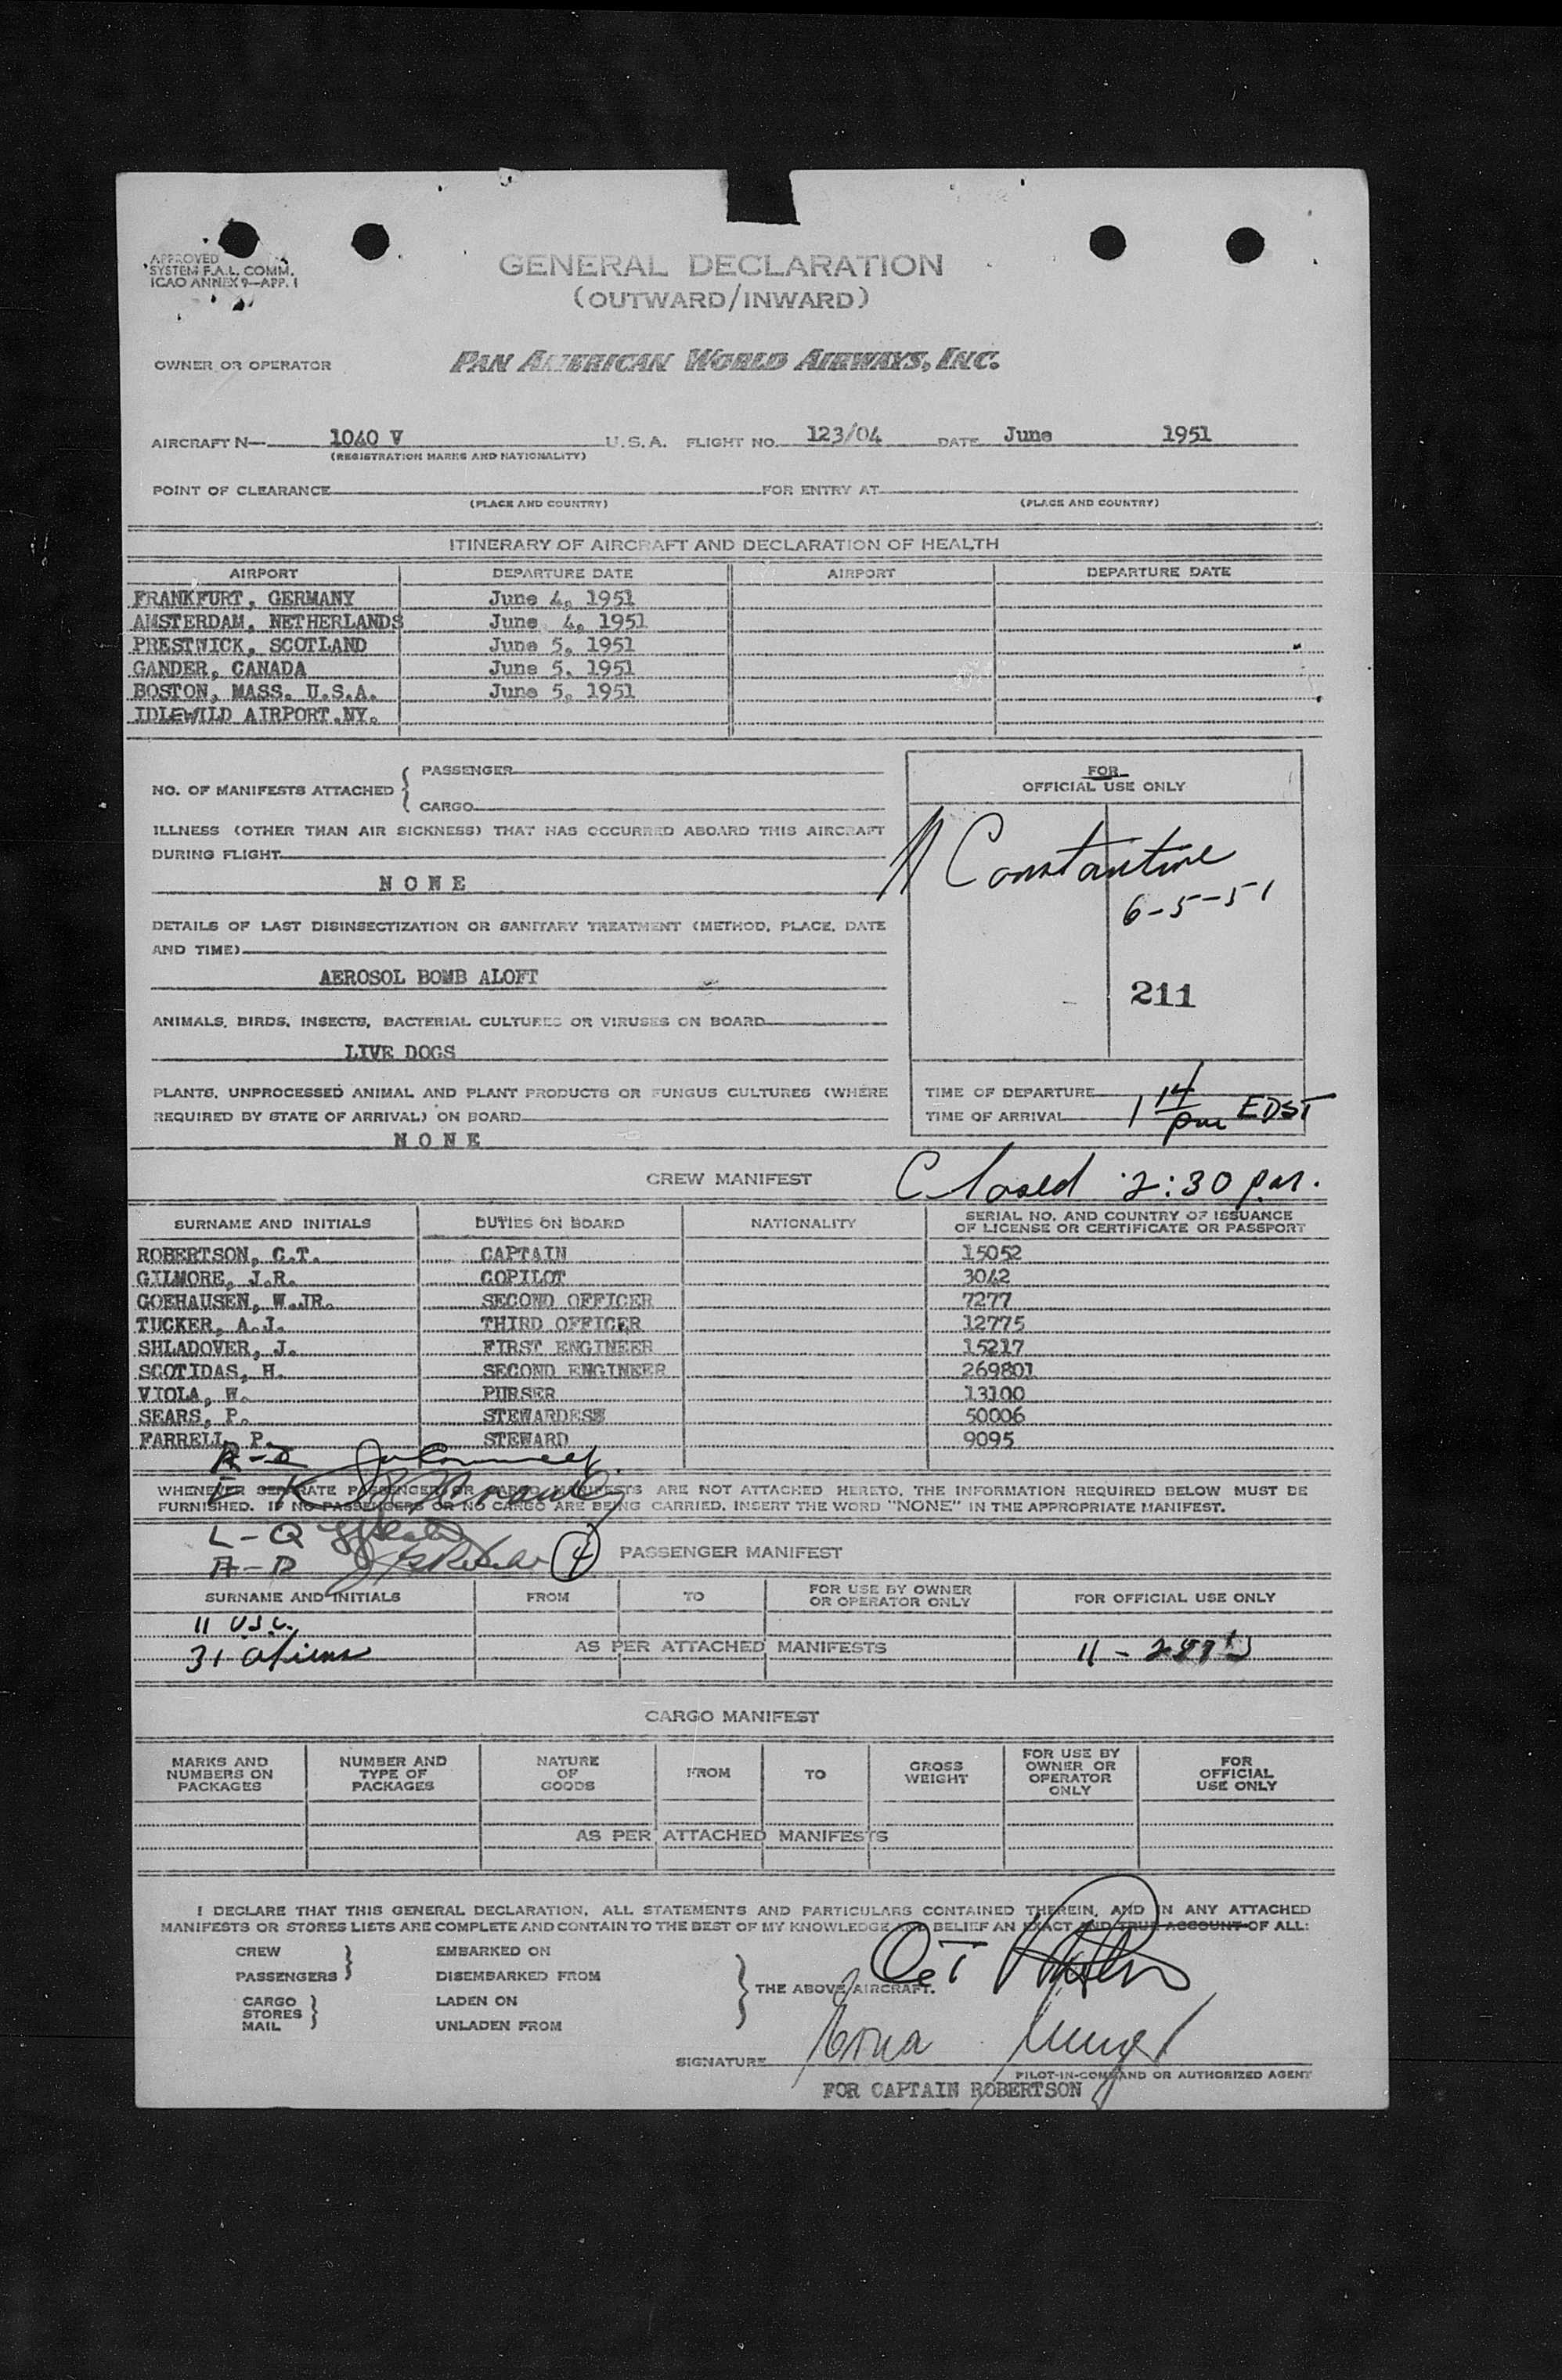 APPROVED
SYSTEM F.A.L. COMM.
ICAO ANNEX 9—APP. 1
GENERAL DECLARATION
(OUTWARD/INWARD)
OWNER OR OPERATOR PAN AMERICAN WORLD AIRWAYS, INC.
AIRCRAFT N— 1040 V U.S.A. FLIGHT NO. 123/04 DATE June 1951
(REGISTRATION MARKS AND NATIONALITY)
POINT OF CLEARANCE FOR ENTRY AT
(PLACE AND COUNTRY) (PLACE AND COUNTRY)
ITINERARY OF AIRCRAFT AND DECLARATION OF HEALTH
AIRPORT DEPARTURE DATE AIRPORT DEPARTURE DATE
FRANKFURT, GERMANY June 4, 1951
AMSTERDAM, NETHERLANDS June 4, 1951
PRESTWICK, SCOTLAND June 5, 1951
GANDER, CANADA June 5, 1951
BOSTON, MASS. U.S.A. June 5, 1951
IDLEWILD AIRPORT.NY.
NO. OF MANIFESTS ATTACHED { PASSENGER
CARGO
ILLNESS (OTHER THAN AIR SICKNESS) THAT HAS OCCURRED ABOARD THIS AIRCRAFT
DURING FLIGHT
N O N E
DETAILS OF LAST DISINSECTIZATION OR SANITARY TREATMENT (METHOD, PLACE, DATE
AND TIME)
AEROSOL BOMB ALOFT
ANIMALS, BIRDS, INSECTS, BACTERIAL CULTURES OR VIRUSES ON BOARD
LIVE DOGS
PLANTS, UNPROCESSED ANIMAL AND PLANT PRODUCTS OR FUNGUS CULTURES (WHERE
REQUIRED BY STATE OF ARRIVAL) ON BOARD
N O N E
FOR
OFFICIAL USE ONLY
Constantine
6-5-51
211
TIME OF DEPARTURE
TIME OF ARRIVAL 1 14 pm EDST
CREW MANIFEST Closed 2:30 p.m.
SURNAME AND INITIALS DUTIES ON BOARD NATIONALITY SERIAL NO. AND COUNTRY OF ISSUANCE
OF LICENSE OR CERTIFICATE OR PASSPORT
ROBERTSON, C.T. CAPTAIN 15052
GILMORE, J.R. COPILOT 3042
GOEHAUSEN, W.JR. SECOND OFFICER 7277
TUCKER, A.J. THIRD OFFICER 12775
SHLADOVER, J. FIRST ENGINEER 15217
SCOTIDAS, H. SECOND ENGINEER 269801
VIOLA, W. PURSER 13100
SEARS, P. STEWARDESS 50006
FARRELL, P. STEWARD 9095
WHENEVER SEPARATE PASSENGER OR CARGO MANIFESTS ARE NOT ATTACHED HERETO, THE INFORMATION REQUIRED BELOW MUST BE
FURNISHED. IF NO PASSENGERS OR NO CARGO ARE BEING CARRIED, INSERT THE WORD "NONE" IN THE APPROPRIATE MANIFEST.
L-Q
4 PASSENGER MANIFEST
SURNAME AND INITIALS FROM TO FOR USE BY OWNER
OR OPERATOR ONLY FOR OFFICIAL USE ONLY
11 U.S.C.
31 aliens AS PER ATTACHED MANIFESTS 11 -
CARGO MANIFEST
MARKS AND
NUMBERS ON
PACKAGES NUMBER AND
TYPE OF
PACKAGES NATURE
OF
GOODS FROM TO GROSS
WEIGHT FOR USE BY
OWNER OR
OPERATOR
ONLY FOR
OFFICIAL
USE ONLY
AS PER ATTACHED MANIFESTS
I DECLARE THAT THIS GENERAL DECLARATION, ALL STATEMENTS AND PARTICULARS CONTAINED THEREIN, AND IN ANY ATTACHED
MANIFESTS OR STORES LISTS ARE COMPLETE AND CONTAIN TO THE BEST OF MY KNOWLEDGE AND BELIEF AN EXACT AND TRUE ACCOUNT OF ALL:
CREW EMBARKED ON
PASSENGERS } DISEMBARKED FROM
} THE ABOVE AIRCRAFT.
CARGO LADEN ON
STORES }
MAIL UNLADEN FROM
SIGNATURE
PILOT-IN-COMMAND OR AUTHORIZED AGENT
FOR CAPTAIN ROBERTSON